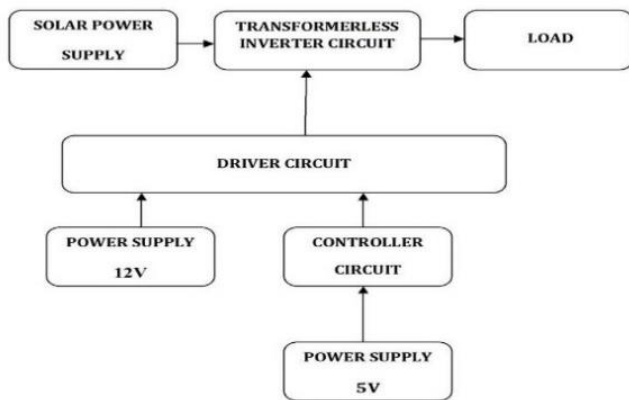 SOLAR POWER
SUPPLY
TRANSFORMERLESS
INVERTER CIRCUIT
LOAD
DRIVER CIRCUIT
POWER SUPPLY
12V
CONTROLLER
CIRCUIT
POWER SUPPLY
5V